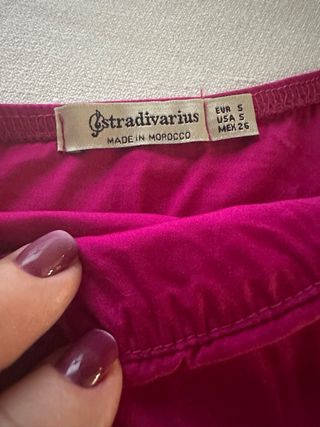 stradivarius
MADE IN MOROCCO
EUR S
USA S
MEX 26